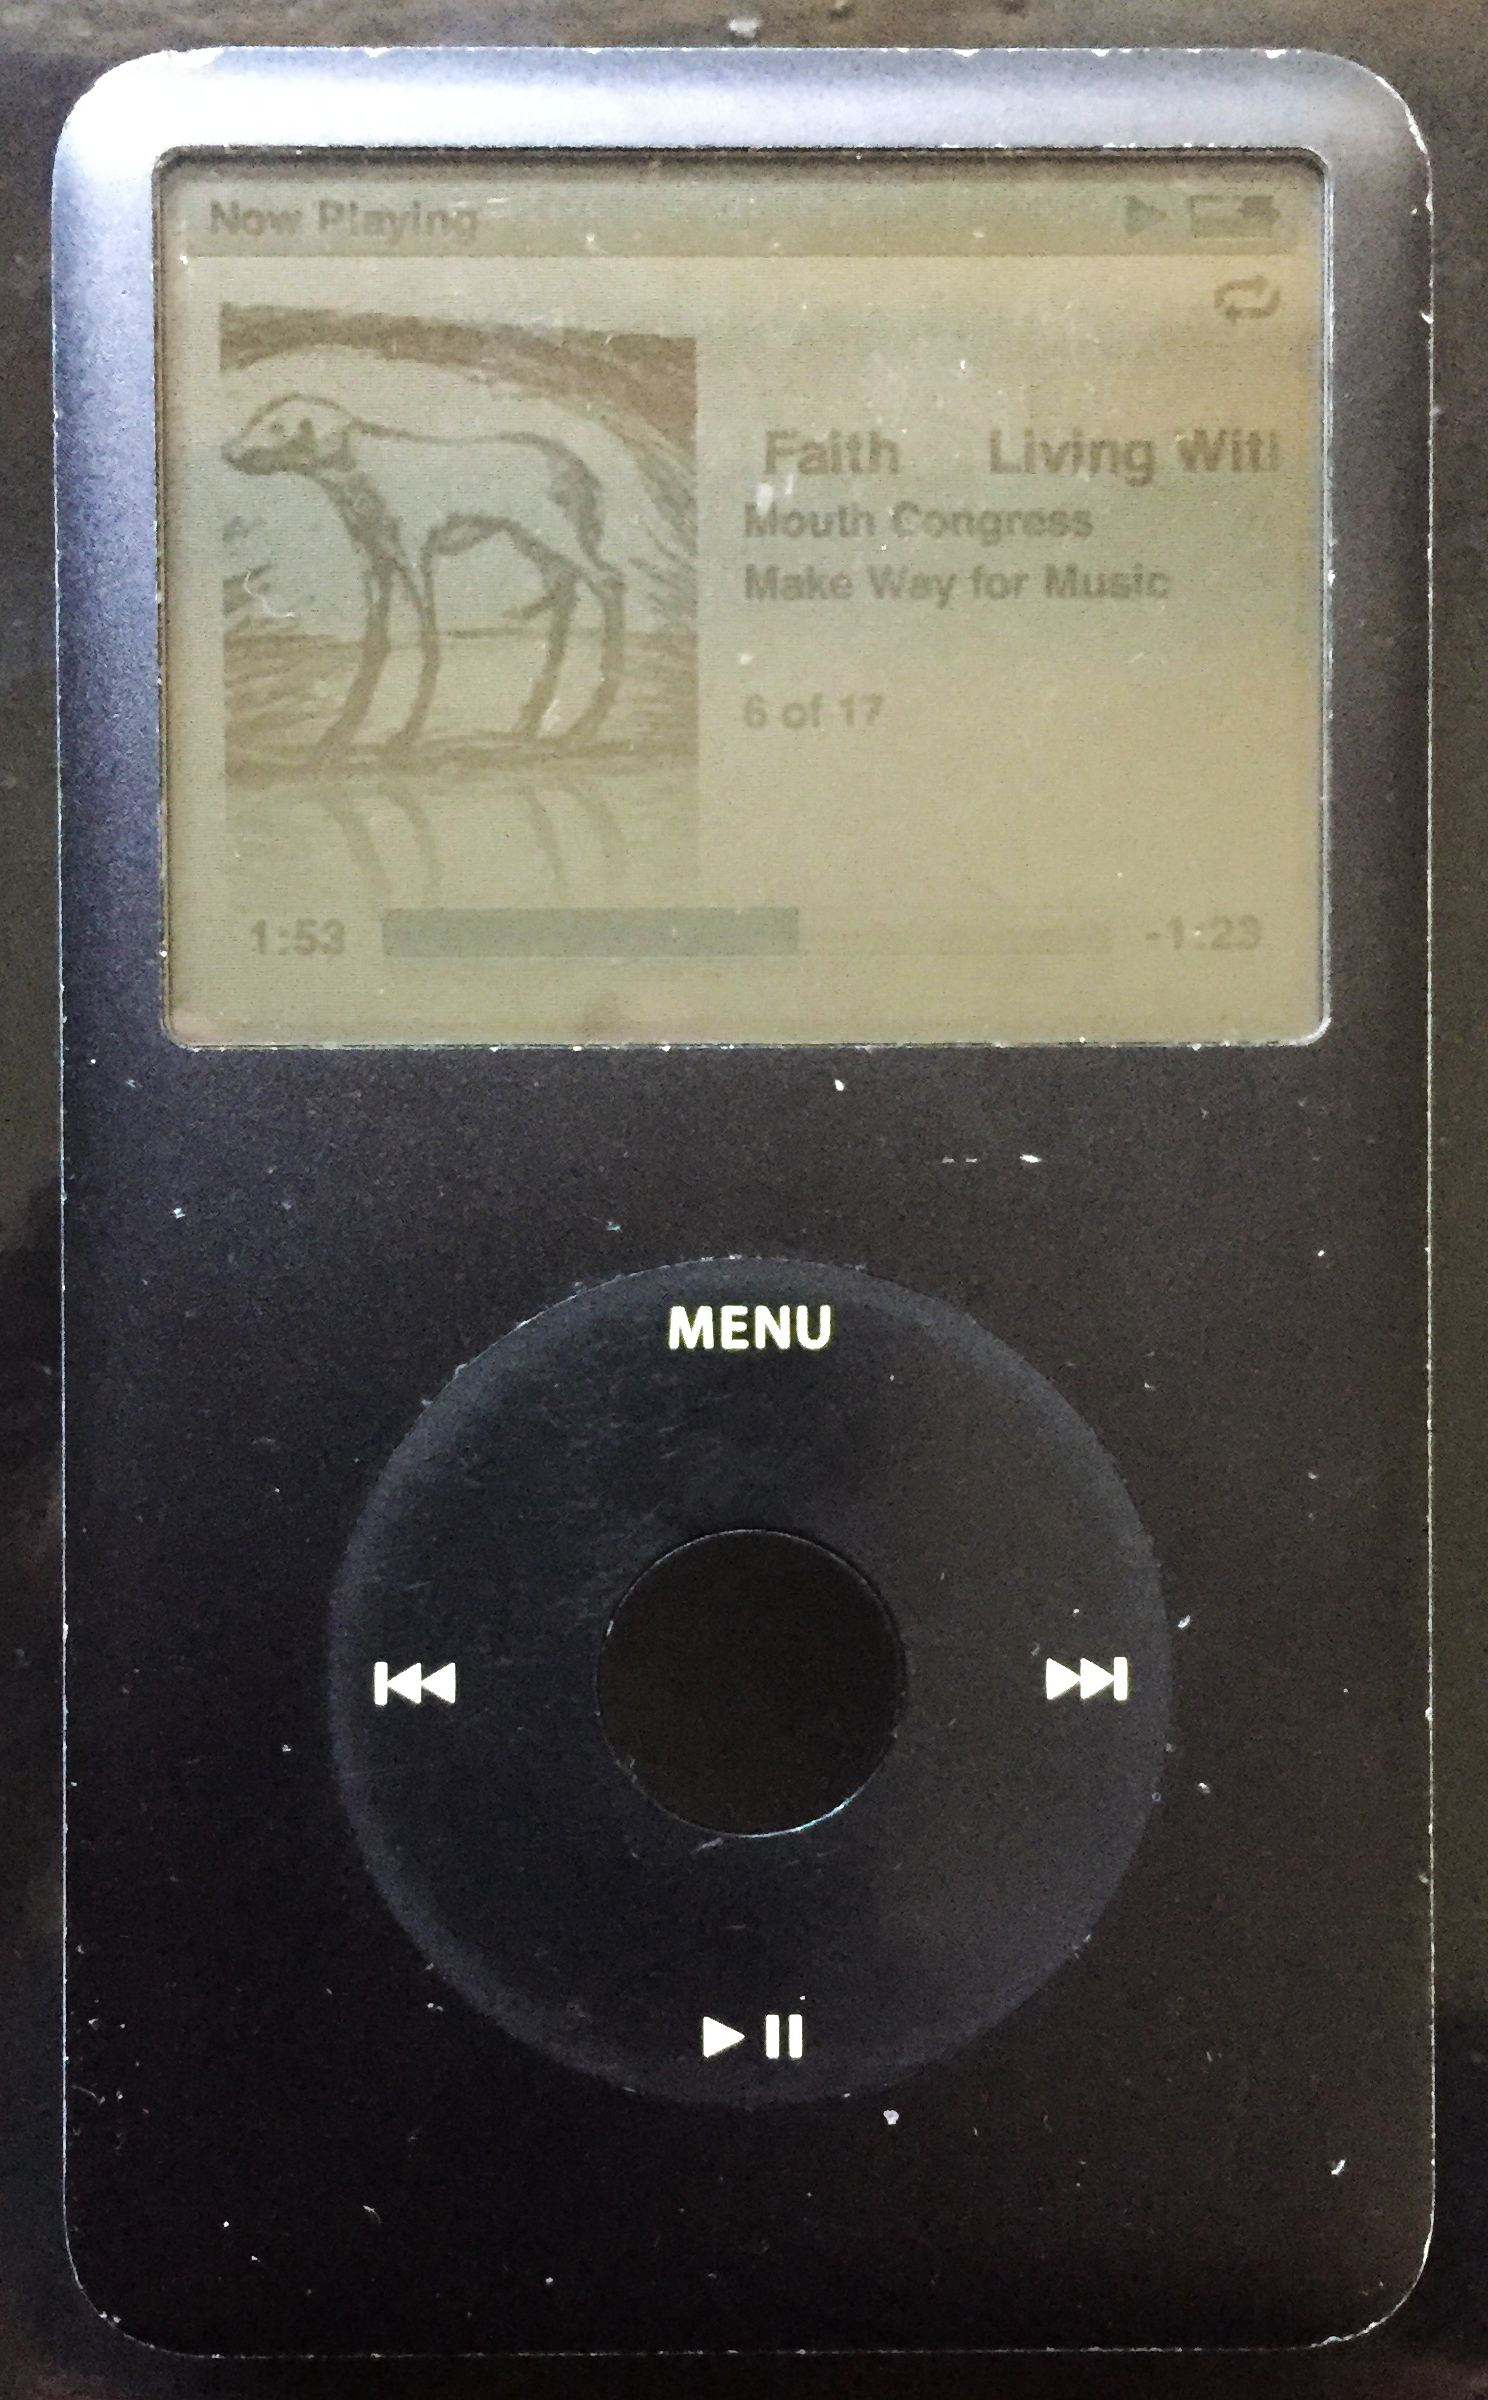 Now Playing
Faith Living Wit
Mouth Congress
Make Way for Music
6 of 17
1:53 -1:23
MENU